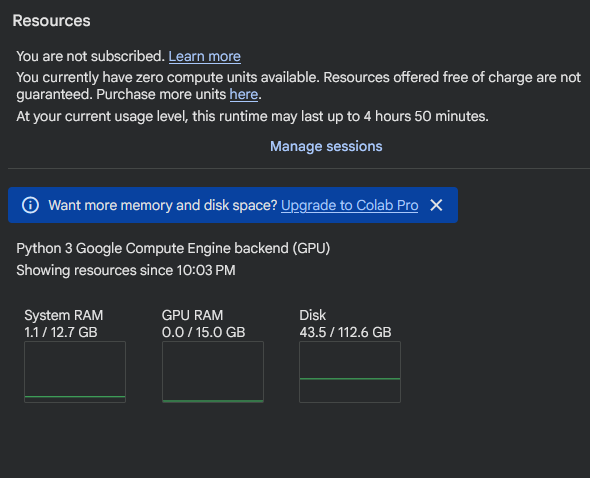 Resources
You are not subscribed. Learn more
You currently have zero compute units available. Resources offered free of charge are not
guaranteed. Purchase more units here.
At your current usage level, this runtime may last up to 4 hours 50 minutes.
Manage sessions
Want more memory and disk space? Upgrade to Colab Pro
Python 3 Google Compute Engine backend (GPU)
Showing resources since 10:03 PM
System RAM
1.1 / 12.7 GB
GPU RAM
0.0 / 15.0 GB
Disk
43.5 / 112.6 GB